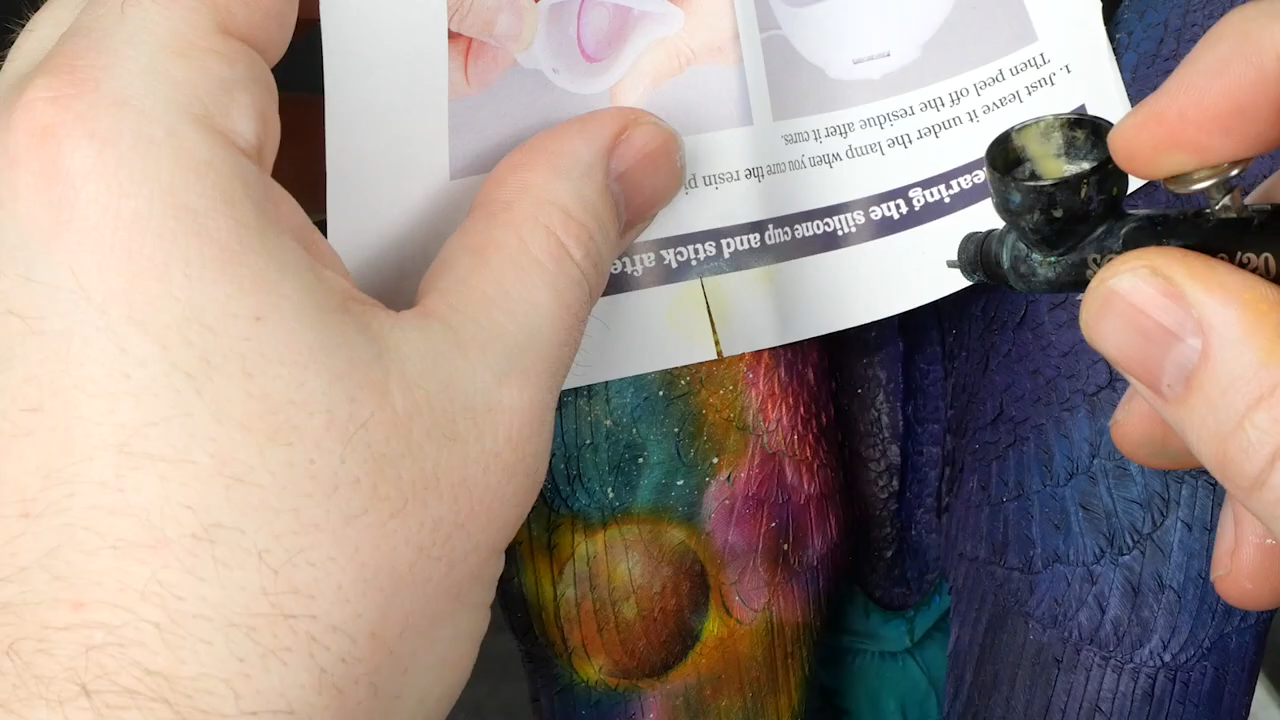 earing the silicone cup and stick afte
when you cure the resin
1. Just leave it under the lamp
Then peel off the residue after it cures.